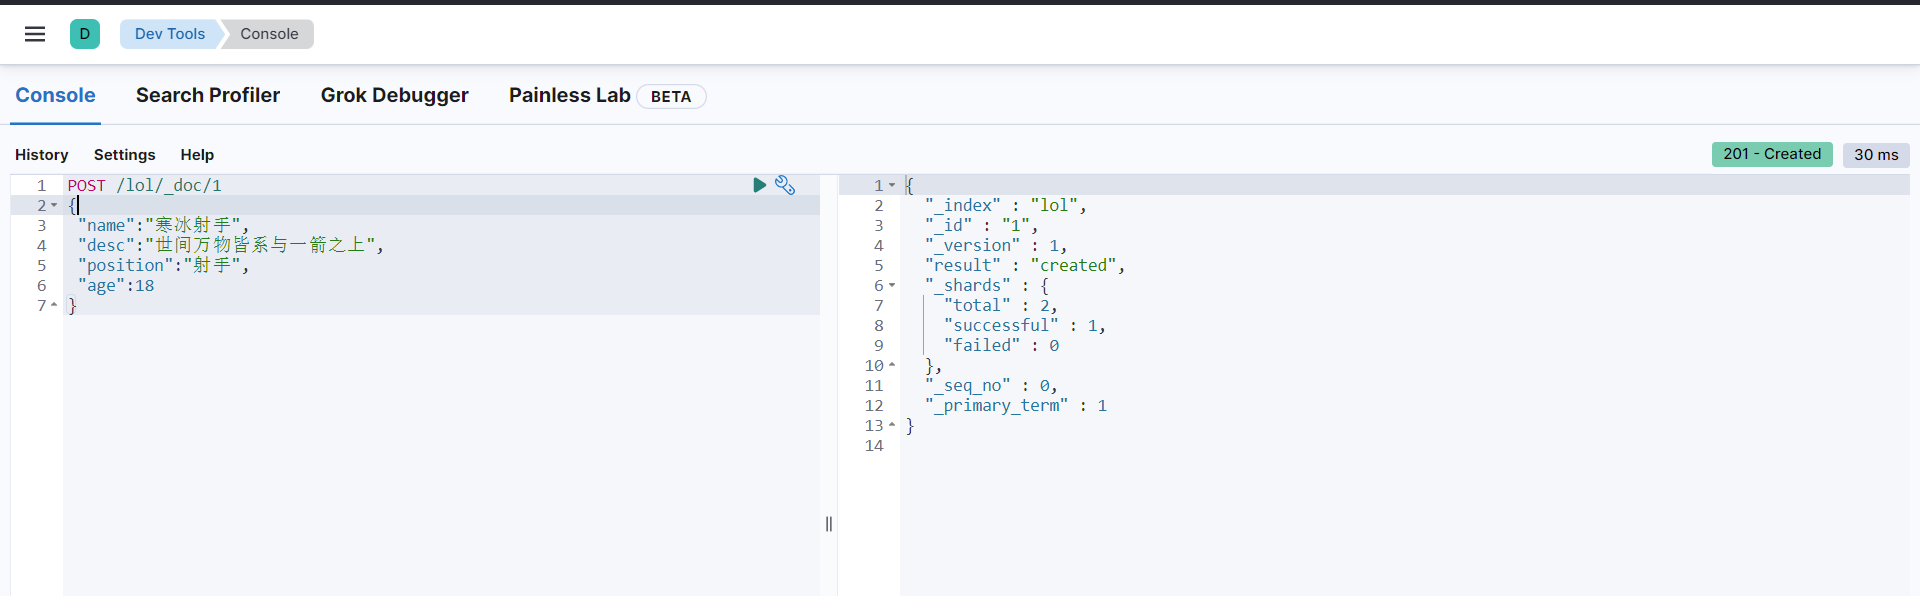 D Dev Tools Console
Console Search Profiler Grok Debugger Painless Lab BETA
History Settings Help 201 - Created 30 ms
1 POST /lol/_doc/1
2 {
3 "name":"寒冰射手",
4 "desc":"世间万物皆系与一箭之上",
5 "position":"射手",
6 "age":18
7 }
1 {
2 "_index" : "lol",
3 "_id" : "1",
4 "_version" : 1,
5 "result" : "created",
6 "_shards" : {
7 "total" : 2,
8 "successful" : 1,
9 "failed" : 0
10 },
11 "_seq_no" : 0,
12 "_primary_term" : 1
13 }
14